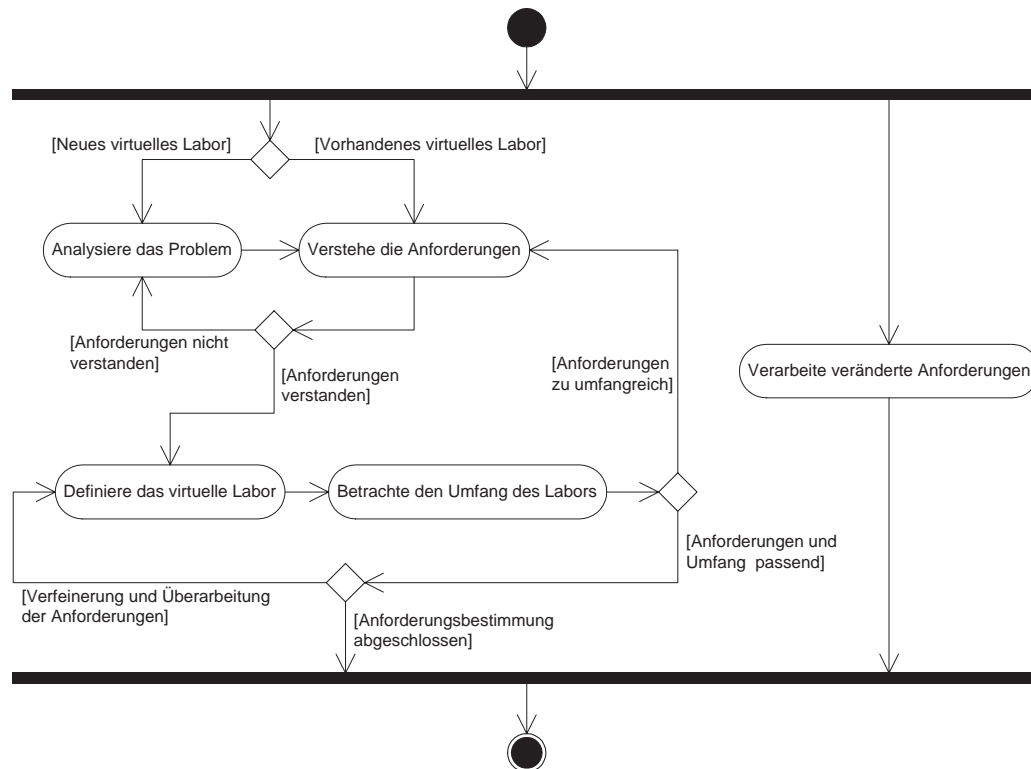 [Neues virtuelles Labor]
[Vorhandenes virtuelles Labor]
Analysiere das Problem
Verstehe die Anforderungen
[Anforderungen nicht
verstanden]
[Anforderungen
verstanden]
[Anforderungen
zu umfangreich]
Verarbeite veränderte Anforderungen
Definiere das virtuelle Labor
Betrachte den Umfang des Labors
[Anforderungen und
Umfang passend]
[Verfeinerung und Überarbeitung
der Anforderungen]
[Anforderungsbestimmung
abgeschlossen]